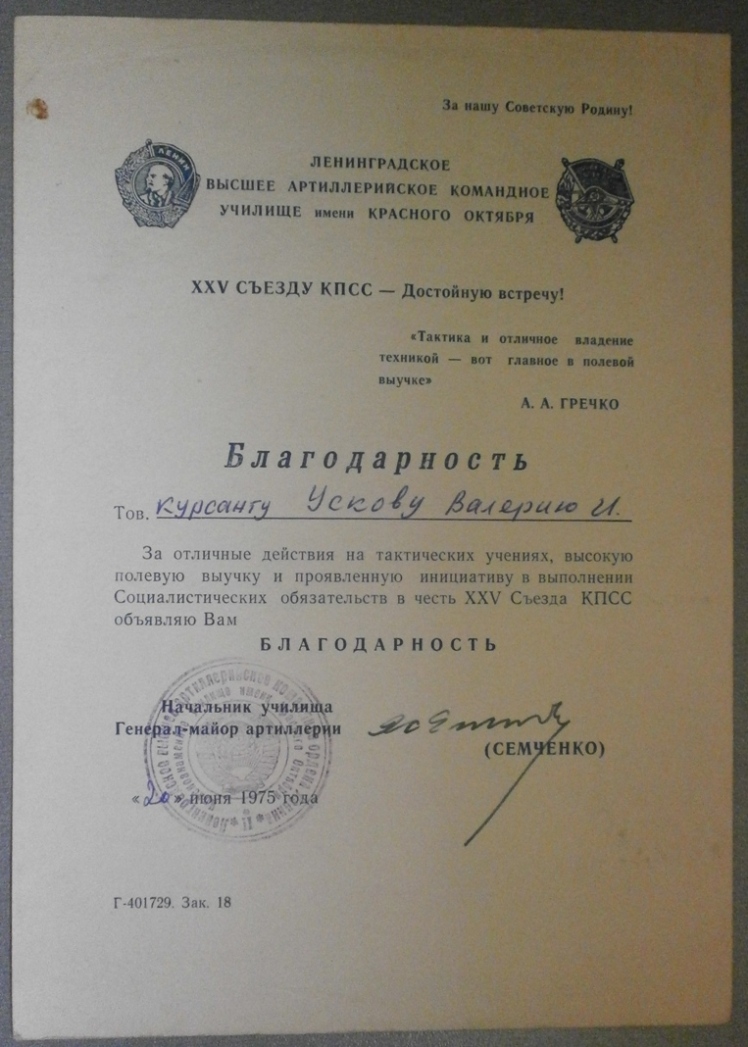 За нашу Советскую Родину!
ЛЕНИН
ЛЕНИНГРАДСКОЕ
ВЫСШЕЕ АРТИЛЛЕРИЙСКОЕ КОМАНДНОЕ
УЧИЛИЩЕ имени КРАСНОГО ОКТЯБРЯ
XXV СЪЕЗДУ КПСС — Достойную встречу!
«Тактика и отличное владение
техникой — вот главное в полевой
выучке»
А. А. ГРЕЧКО
Благодарность
Тов. курсанту Ускову Валерию И.
За отличные действия на тактических учениях, высокую
полевую выучку и проявленную инициативу в выполнении
Социалистических обязательств в честь XXV Съезда КПСС
объявляю Вам
БЛАГОДАРНОСТЬ
Начальник училища
Генерал-майор артиллерии
(СЕМЧЕНКО)
«20» июня 1975 года
Г-401729. Зак. 18